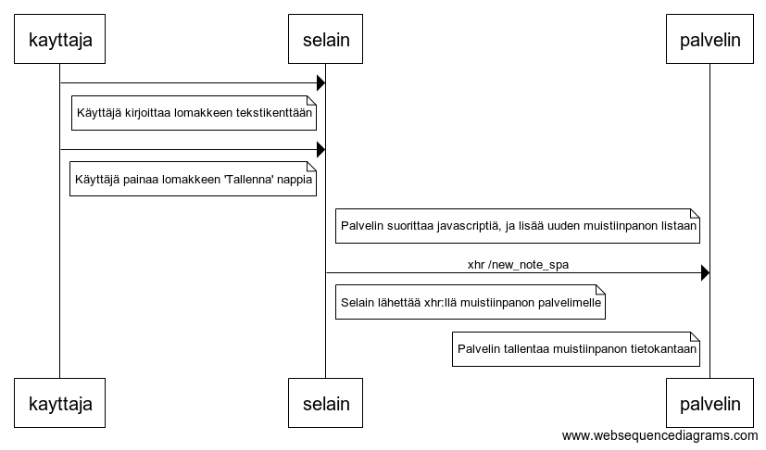 kayttaja
selain
palvelin
Käyttäjä kirjoittaa lomakkeen tekstikenttään
Käyttäjä painaa lomakkeen 'Tallenna' nappia
Palvelin suorittaa javascriptiä, ja lisää uuden muistiinpanon listaan
xhr /new_note_spa
Selain lähettää xhr:llä muistiinpanon palvelimelle
Palvelin tallentaa muistiinpanon tietokantaan
kayttaja
selain
palvelin
www.websequencediagrams.com